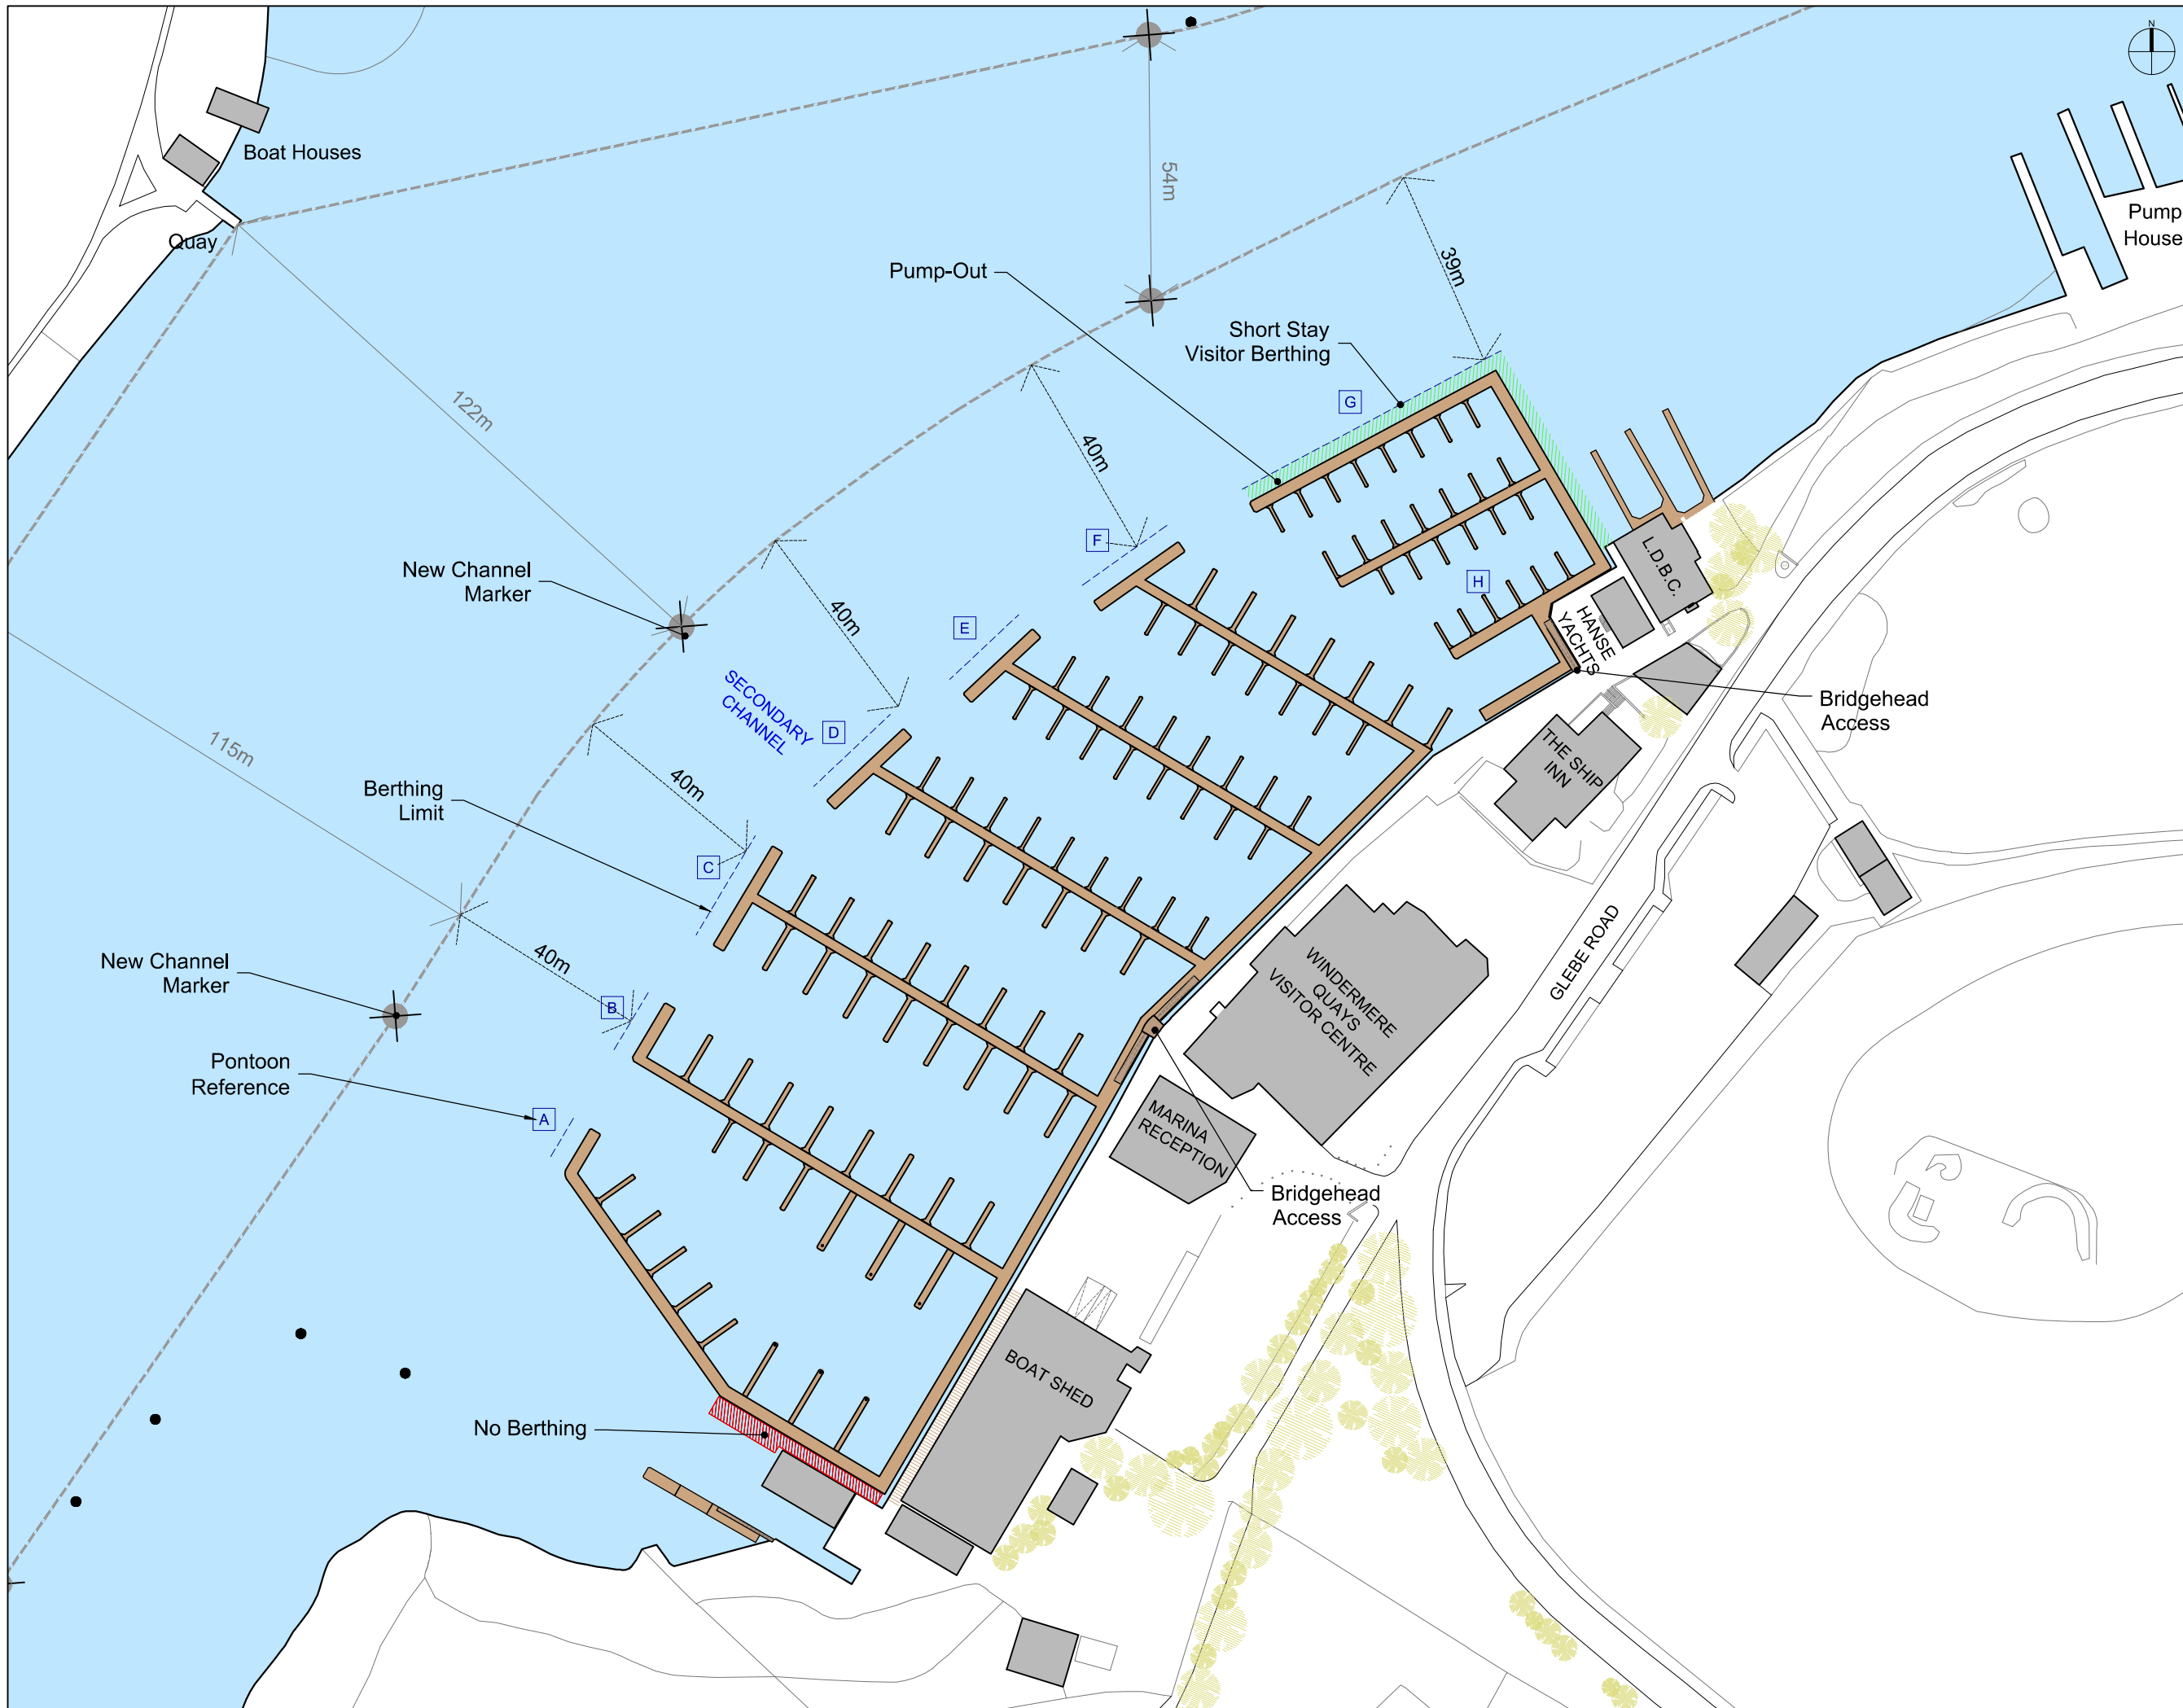 N
Boat Houses
Quay
54m
39m
Pump
House
Pump-Out
Short Stay
Visitor Berthing
G
122m
40m
F
New Channel
Marker
40m
E
H
L.D.B.C.
HANSE
YACHTS
SECONDARY
CHANNEL
D
Bridgehead
Access
THE SHIP
INN
115m
Berthing
Limit
40m
C
GLEBE ROAD
New Channel
Marker
40m
B
WINDERMERE
QUAYS
VISITOR CENTRE
Pontoon
Reference
A
MARINA
RECEPTION
Bridgehead
Access
BOAT SHED
No Berthing